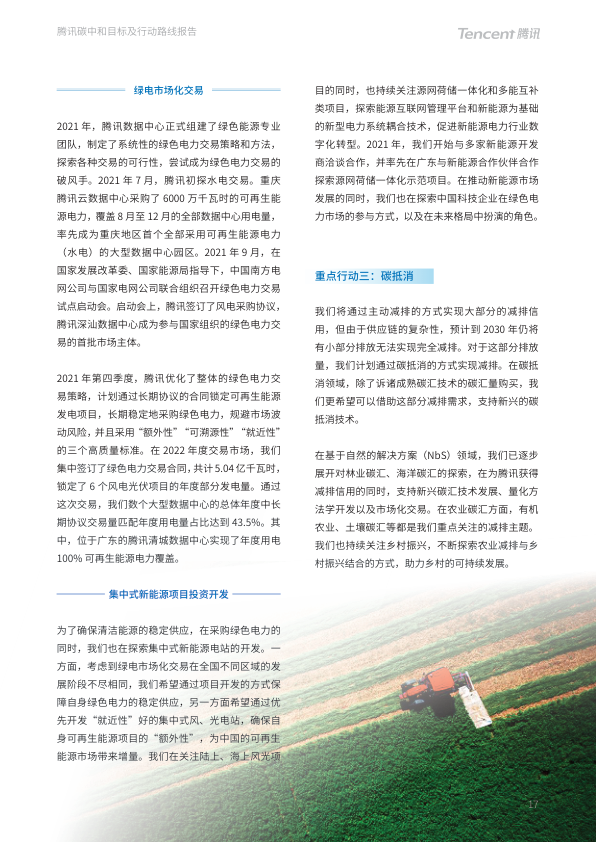 腾讯碳中和目标及行动路线报告
Tencent 腾讯
绿电市场化交易
2021 年，腾讯数据中心正式组建了绿色能源专业
团队，制定了系统性的绿色电力交易策略和方法，
探索各种交易的可行性，尝试成为绿色电力交易的
破风手。2021 年 7 月，腾讯初探水电交易。重庆
腾讯云数据中心采购了 6000 万千瓦时的可再生能
源电力，覆盖 8 月至 12 月的全部数据中心用电量，
率先成为重庆地区首个全部采用可再生能源电力
（水电）的大型数据中心园区。2021 年 9 月，在
国家发展改革委、国家能源局指导下，中国南方电
网公司与国家电网公司联合组织召开绿色电力交易
试点启动会。启动会上，腾讯签订了风电采购协议，
腾讯深汕数据中心成为参与国家组织的绿色电力交
易的首批市场主体。
2021 年第四季度，腾讯优化了整体的绿色电力交
易策略，计划通过长期协议的合同锁定可再生能源
发电项目，长期稳定地采购绿色电力，规避市场波
动风险，并且采用“额外性”“可溯源性”“就近性”
的三个高质量标准。在 2022 年度交易市场，我们
集中签订了绿色电力交易合同，共计 5.04 亿千瓦时，
锁定了 6 个风电光伏项目的年度部分发电量。通过
这次交易，我们数个大型数据中心的总体年度中长
期协议交易量匹配年度用电量占比达到 43.5%。其
中，位于广东的腾讯清城数据中心实现了年度用电
100% 可再生能源电力覆盖。
集中式新能源项目投资开发
为了确保清洁能源的稳定供应，在采购绿色电力的
同时，我们也在探索集中式新能源电站的开发。一
方面，考虑到绿电市场化交易在全国不同区域的发
展阶段不尽相同，我们希望通过项目开发的方式保
障自身绿色电力的稳定供应，另一方面希望通过优
先开发“就近性”好的集中式风、光电站，确保自
身可再生能源项目的“额外性”，为中国的可再生
能源市场带来增量。我们在关注陆上、海上风光项
目的同时，也持续关注源网荷储一体化和多能互补
类项目，探索能源互联网管理平台和新能源为基础
的新型电力系统耦合技术，促进新能源电力行业数
字化转型。2021 年，我们开始与多家新能源开发
商洽谈合作，并率先在广东与新能源合作伙伴合作
探索源网荷储一体化示范项目。在推动新能源市场
发展的同时，我们也在探索中国科技企业在绿色电
力市场的参与方式，以及在未来格局中扮演的角色。
重点行动三：碳抵消
我们将通过主动减排的方式实现大部分的减排信
用，但由于供应链的复杂性，预计到 2030 年仍将
有小部分排放无法实现完全减排。对于这部分排放
量，我们计划通过碳抵消的方式实现减排。在碳抵
消领域，除了诉诸成熟碳汇技术的碳汇量购买，我
们更希望可以借助这部分减排需求，支持新兴的碳
抵消技术。
在基于自然的解决方案（NbS）领域，我们已逐步
展开对林业碳汇、海洋碳汇的探索，在为腾讯获得
减排信用的同时，支持新兴碳汇技术发展、量化方
法学开发以及市场化交易。在农业碳汇方面，有机
农业、土壤碳汇等都是我们重点关注的减排主题。
我们也持续关注乡村振兴，不断探索农业减排与乡
村振兴结合的方式，助力乡村的可持续发展。
17